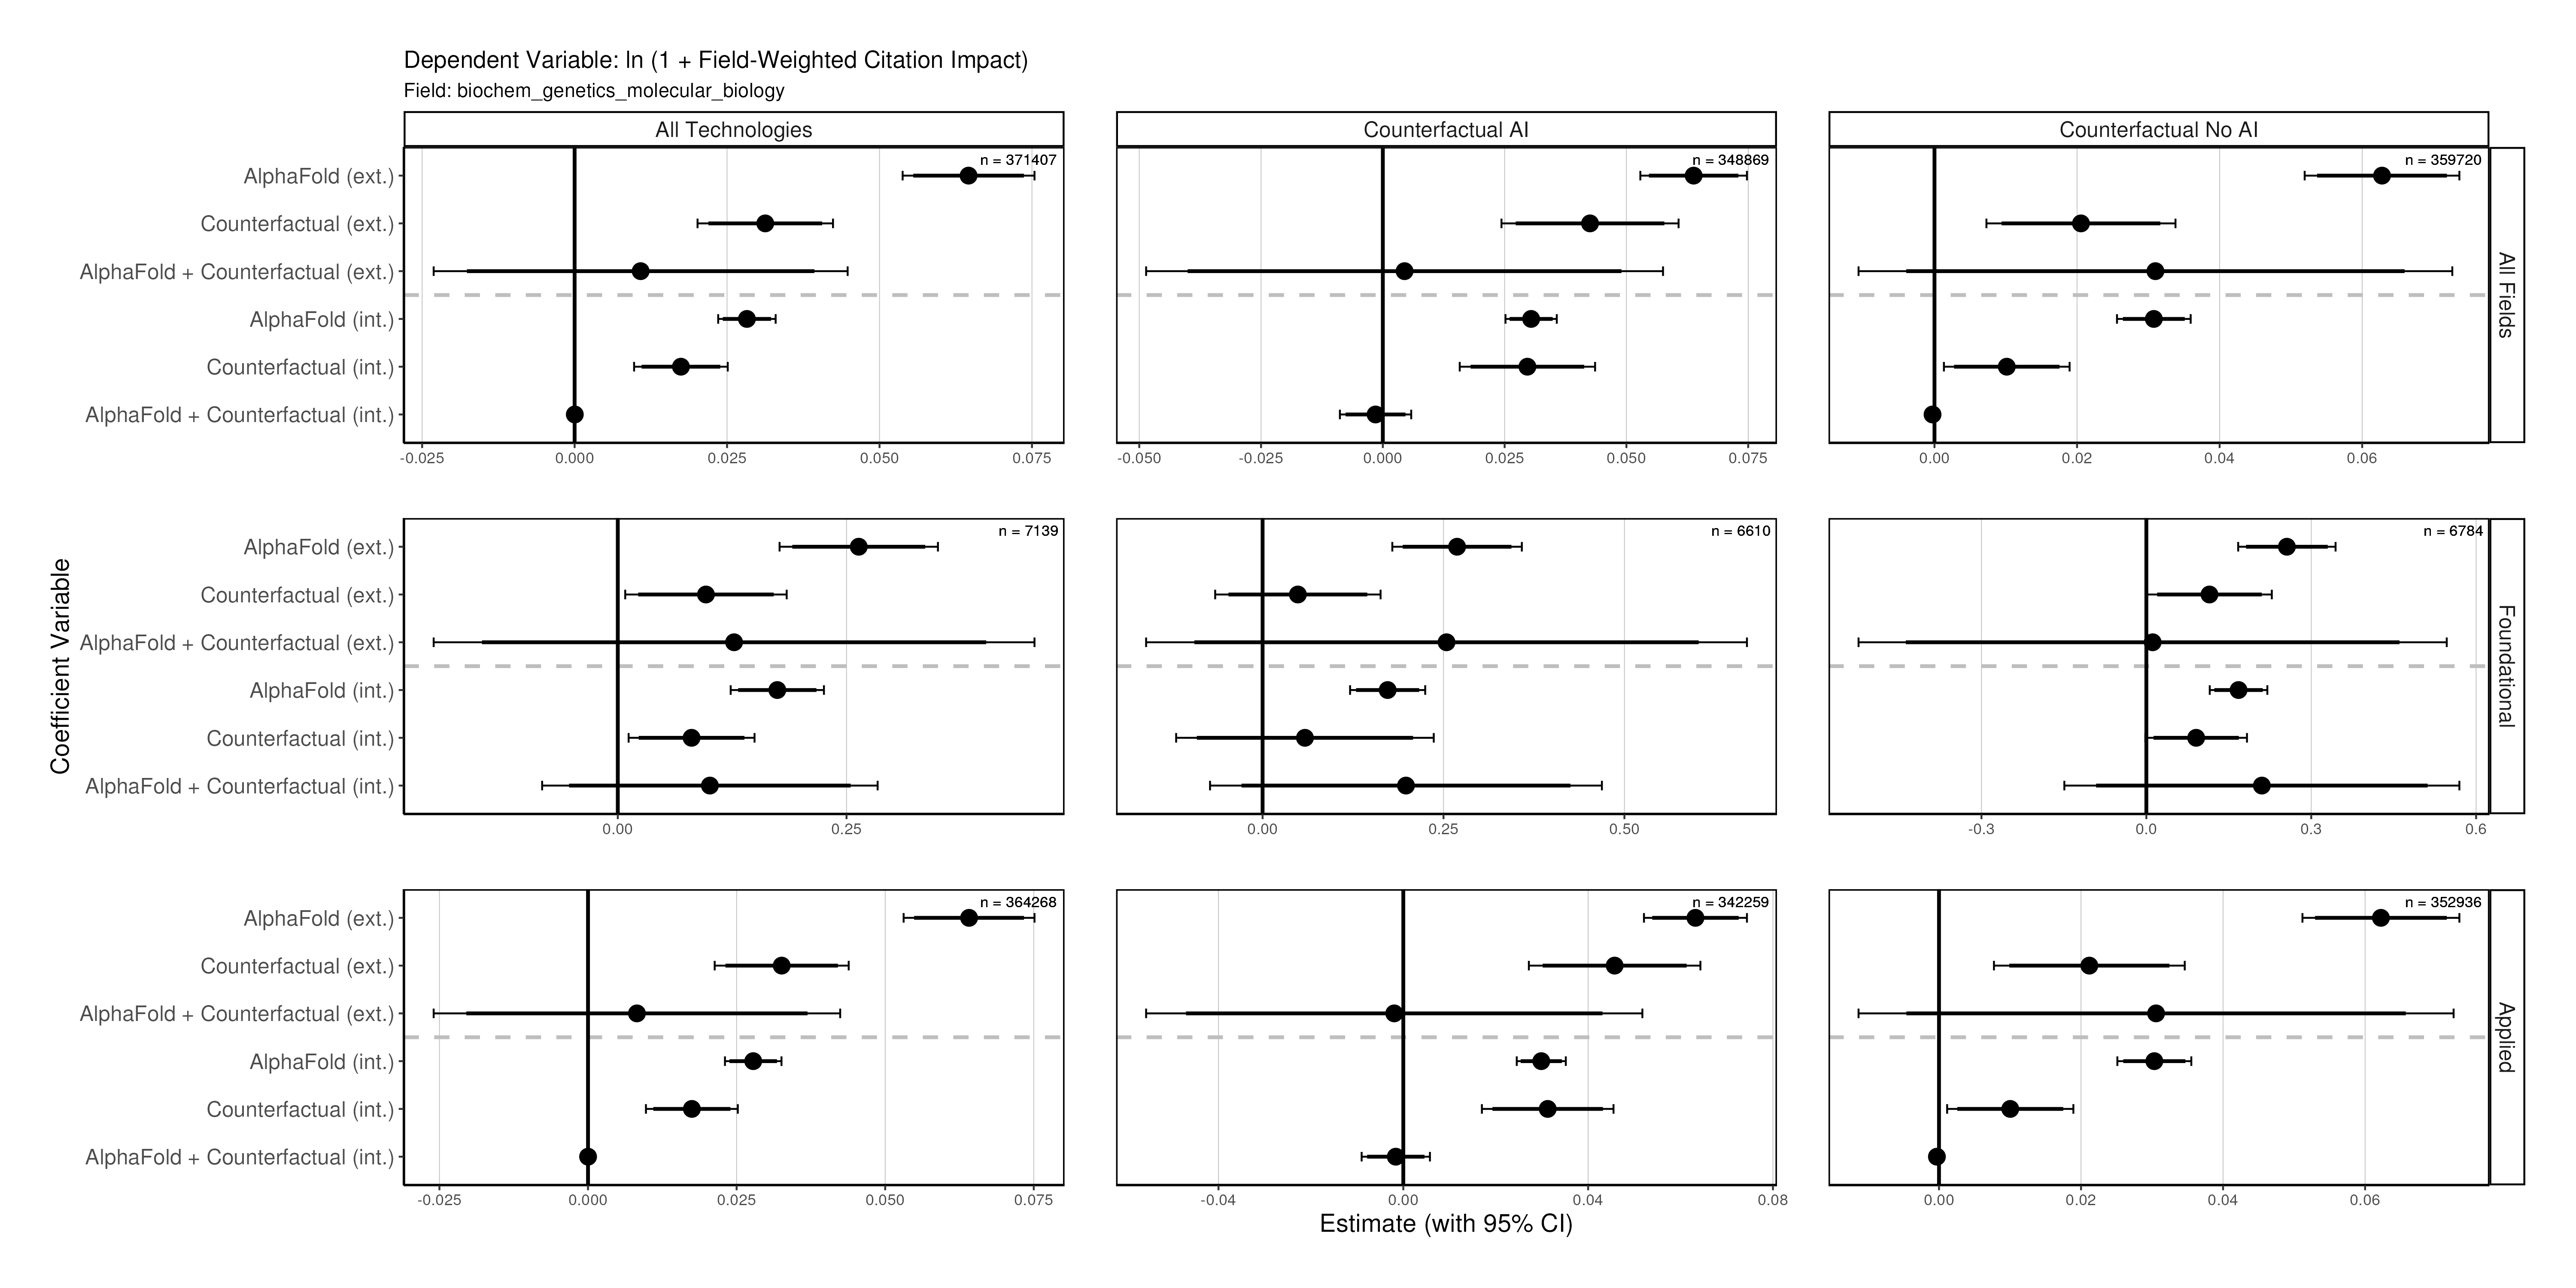 Dependent Variable: ln (1 + Field-Weighted Citation Impact)
Field: biochem_genetics_molecular_biology
All Technologies
Counterfactual AI
Counterfactual No AI
Coefficient Variable
AlphaFold (ext.)
Counterfactual (ext.)
AlphaFold + Counterfactual (ext.)
AlphaFold (int.)
Counterfactual (int.)
AlphaFold + Counterfactual (int.)
n = 371407
n = 348869
n = 359720
All Fields
-0.025 0.000 0.025 0.050 0.075
-0.050 -0.025 0.000 0.025 0.050 0.075
0.00 0.02 0.04 0.06
AlphaFold (ext.)
Counterfactual (ext.)
AlphaFold + Counterfactual (ext.)
AlphaFold (int.)
Counterfactual (int.)
AlphaFold + Counterfactual (int.)
n = 7139
n = 6610
n = 6784
Foundational
0.00 0.25
0.00 0.25 0.50
-0.3 0.0 0.3 0.6
AlphaFold (ext.)
Counterfactual (ext.)
AlphaFold + Counterfactual (ext.)
AlphaFold (int.)
Counterfactual (int.)
AlphaFold + Counterfactual (int.)
n = 364268
n = 342259
n = 352936
Applied
-0.025 0.000 0.025 0.050 0.075
-0.04 0.00 0.04 0.08
0.00 0.02 0.04 0.06
Estimate (with 95% CI)